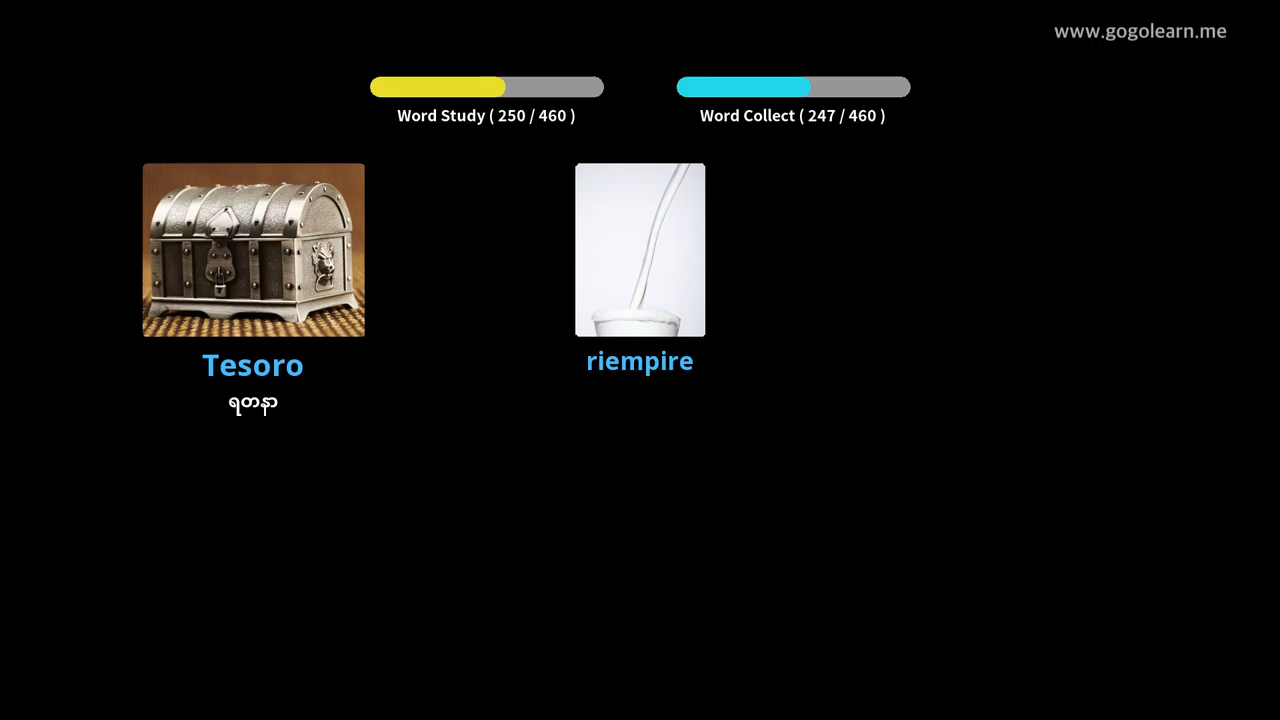 www.gogolearn.me
Word Study ( 250 / 460 )
Word Collect ( 247 / 460 )
Tesoro
riempire
ရတနာ